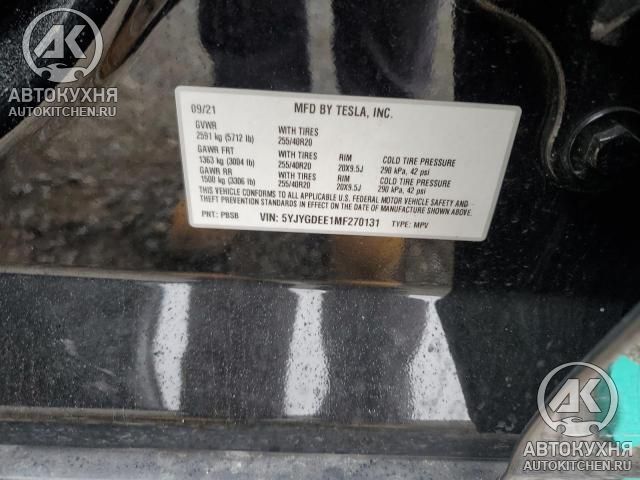 АК
АВТОКУХНЯ
AUTOKITCHEN.RU
09/21 MFD BY TESLA, INC.
GVWR
2591 kg (5712 lb) WITH TIRES 255/40R20
GAWR FRT
1363 kg (3004 lb) WITH TIRES 255/40R20 RIM 20X9.5J COLD TIRE PRESSURE 290 kPa, 42 psi
GAWR RR
1500 kg (3306 lb) WITH TIRES 255/40R20 RIM 20X9.5J COLD TIRE PRESSURE 290 kPa, 42 psi
THIS VEHICLE CONFORMS TO ALL APPLICABLE U.S. FEDERAL MOTOR VEHICLE SAFETY AND
THEFT PREVENTION STANDARDS IN EFFECT ON THE DATE OF MANUFACTURE SHOWN ABOVE.
PNT: PBSB VIN: 5YJYGDEE1MF270131 TYPE: MPV
АК
АВТОКУХНЯ
AUTOKITCHEN.RU